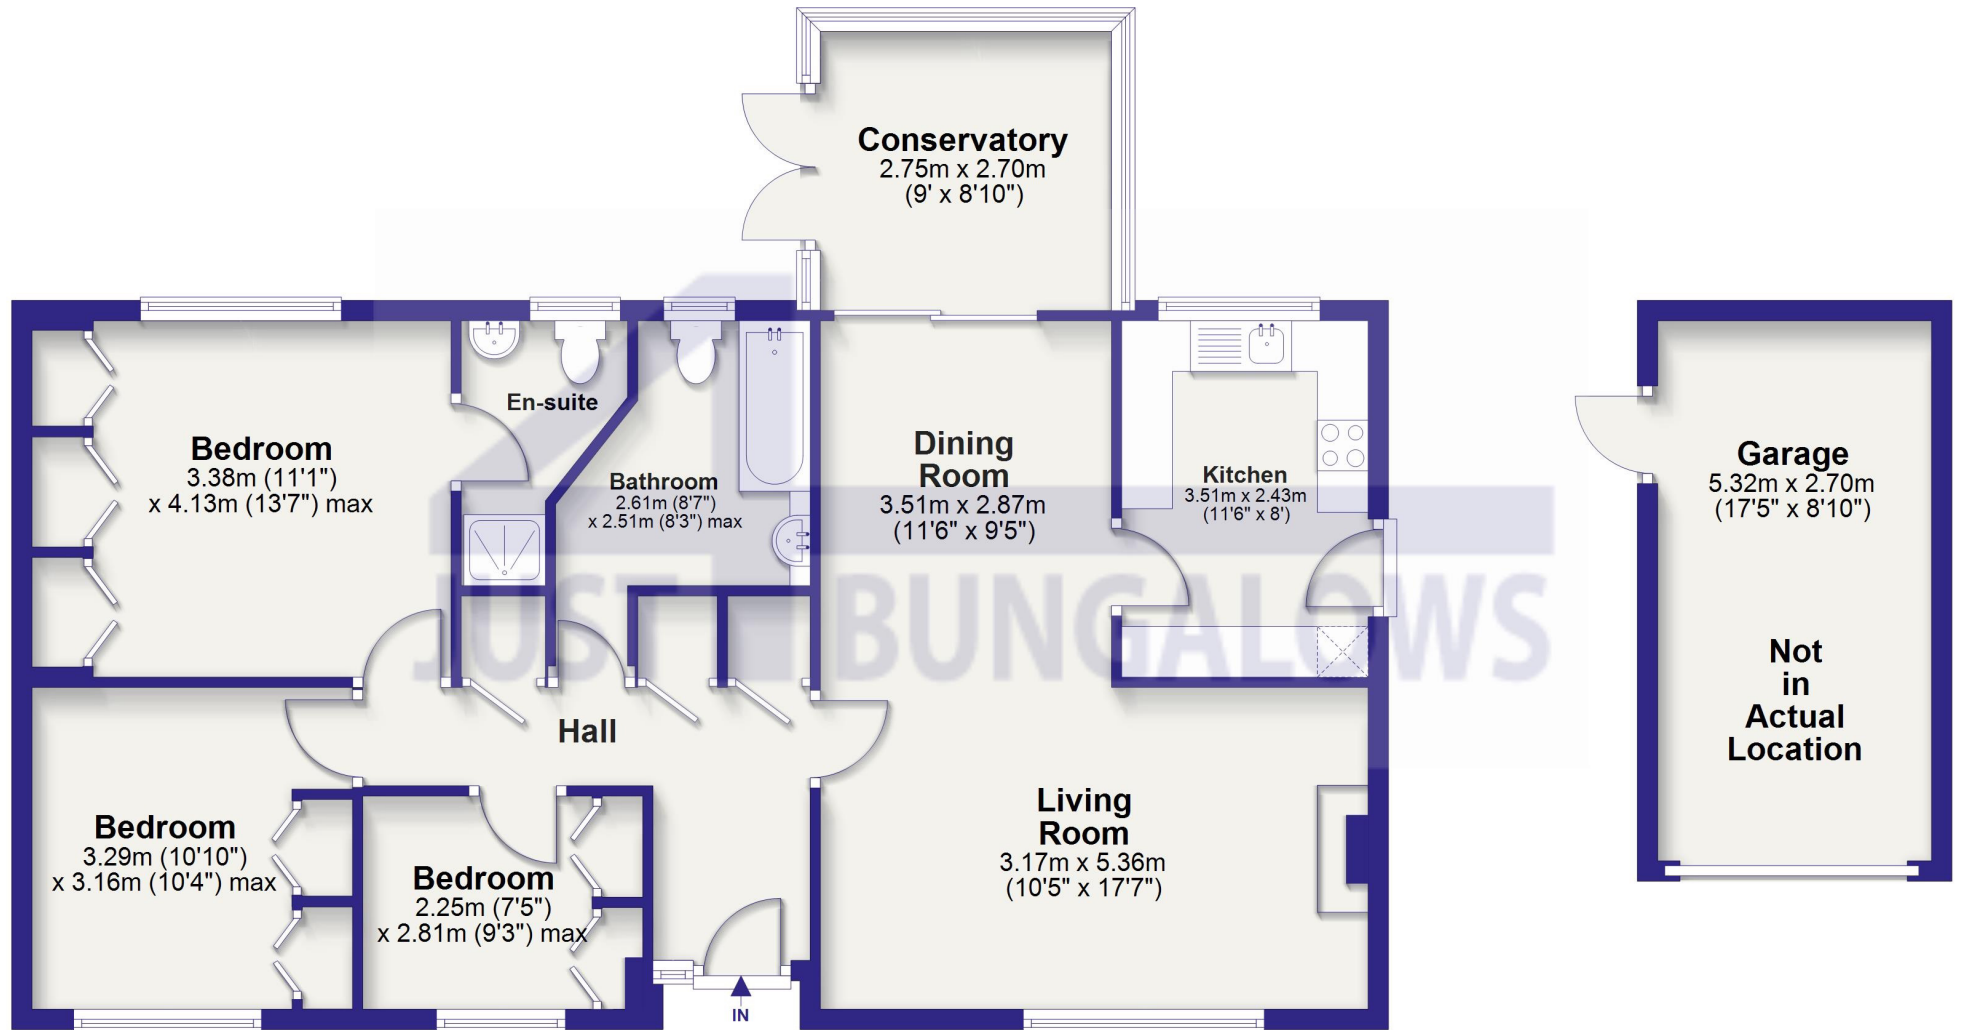 Conservatory
2.75m x 2.70m
(9' x 8'10")
Bedroom
3.38m (11'1")
x 4.13m (13'7") max
En-suite
Bathroom
2.61m (8'7")
x 2.51m (8'3") max
Dining
Room
3.51m x 2.87m
(11'6" x 9'5")
Kitchen
3.51m x 2.43m
(11'6" x 8')
Garage
5.32m x 2.70m
(17'5" x 8'10")
Not
in
Actual
Location
JUST BUNGALOWS
Hall
Bedroom
3.29m (10'10")
x 3.16m (10'4") max
Bedroom
2.25m (7'5")
x 2.81m (9'3") max
Living
Room
3.17m x 5.36m
(10'5" x 17'7")
IN